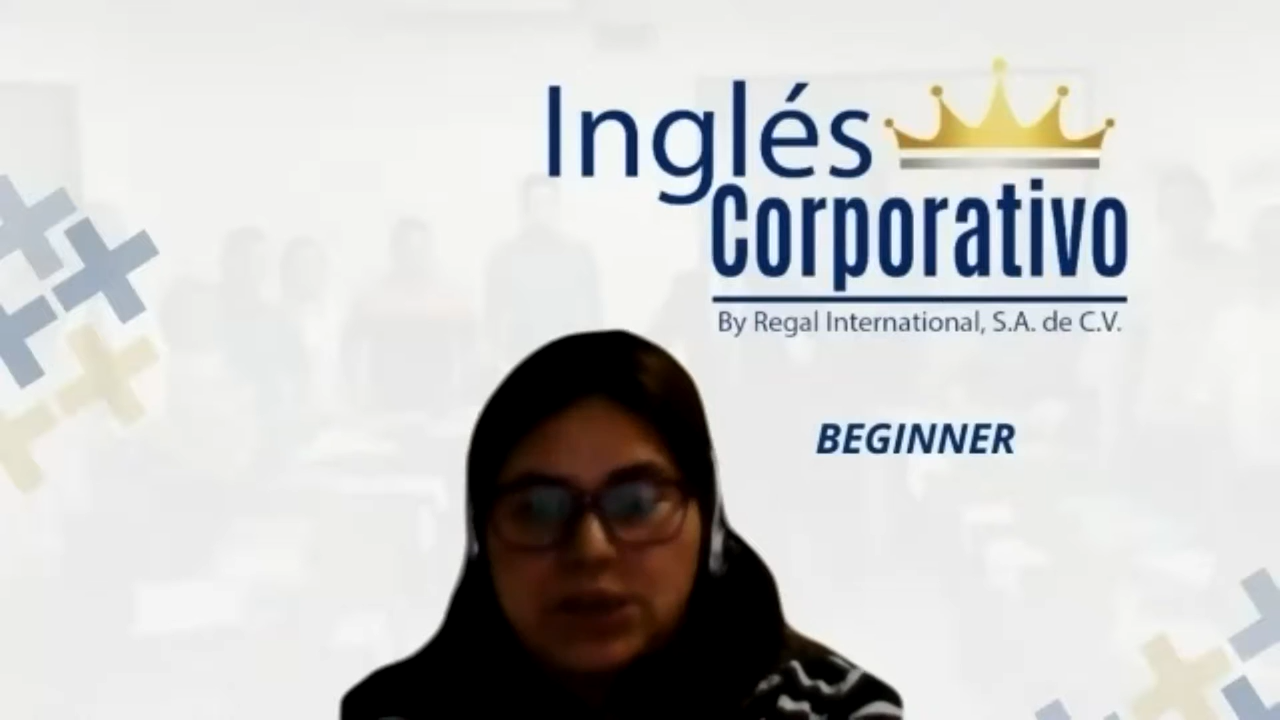 Inglés
Corporativo
By Regal International, S.A. de C.V.
BEGINNER